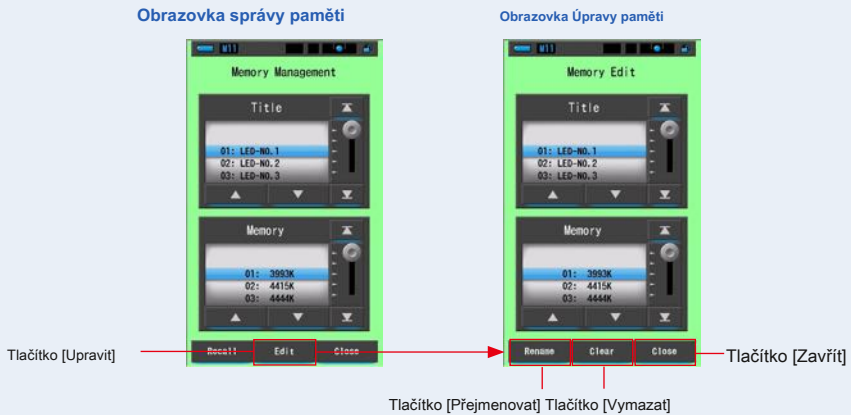 Obrazovka správy paměti
Obrazovka Úpravy paměti
M11
Memory Management
Title
01: LED-NO.1
02: LED-NO.2
03: LED-NO.3
Memory
01: 3993K
02: 4415K
03: 4444K
Recall Edit Close
M11
Memory Edit
Title
01: LED-NO.1
02: LED-NO.2
03: LED-NO.3
Memory
01: 3993K
02: 4415K
03: 4444K
Rename Clear Close
Tlačítko [Upravit]
Tlačítko [Zavřít]
Tlačítko [Přejmenovat] Tlačítko [Vymazat]